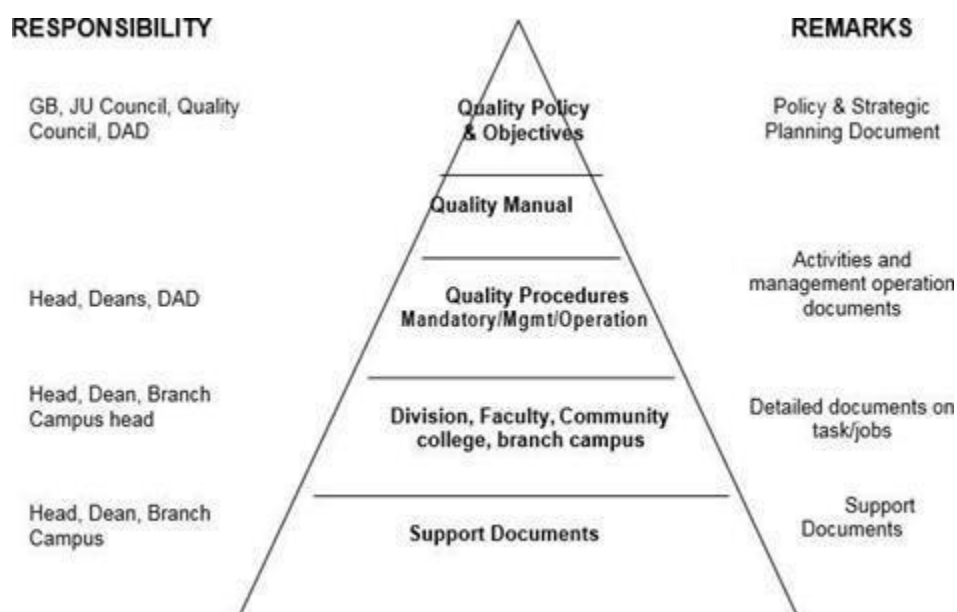 RESPONSIBILITY
REMARKS
GB, JU Council, Quality
Council, DAD
Quality Policy
& Objectives
Policy & Strategic
Planning Document
Quality Manual
Head, Deans, DAD
Quality Procedures
Mandatory/Mgmt/Operation
Activities and
management operation
documents
Head, Dean, Branch
Campus head
Division, Faculty, Community
college, branch campus
Detailed documents on
task/jobs
Head, Dean, Branch
Campus
Support Documents
Support
Documents